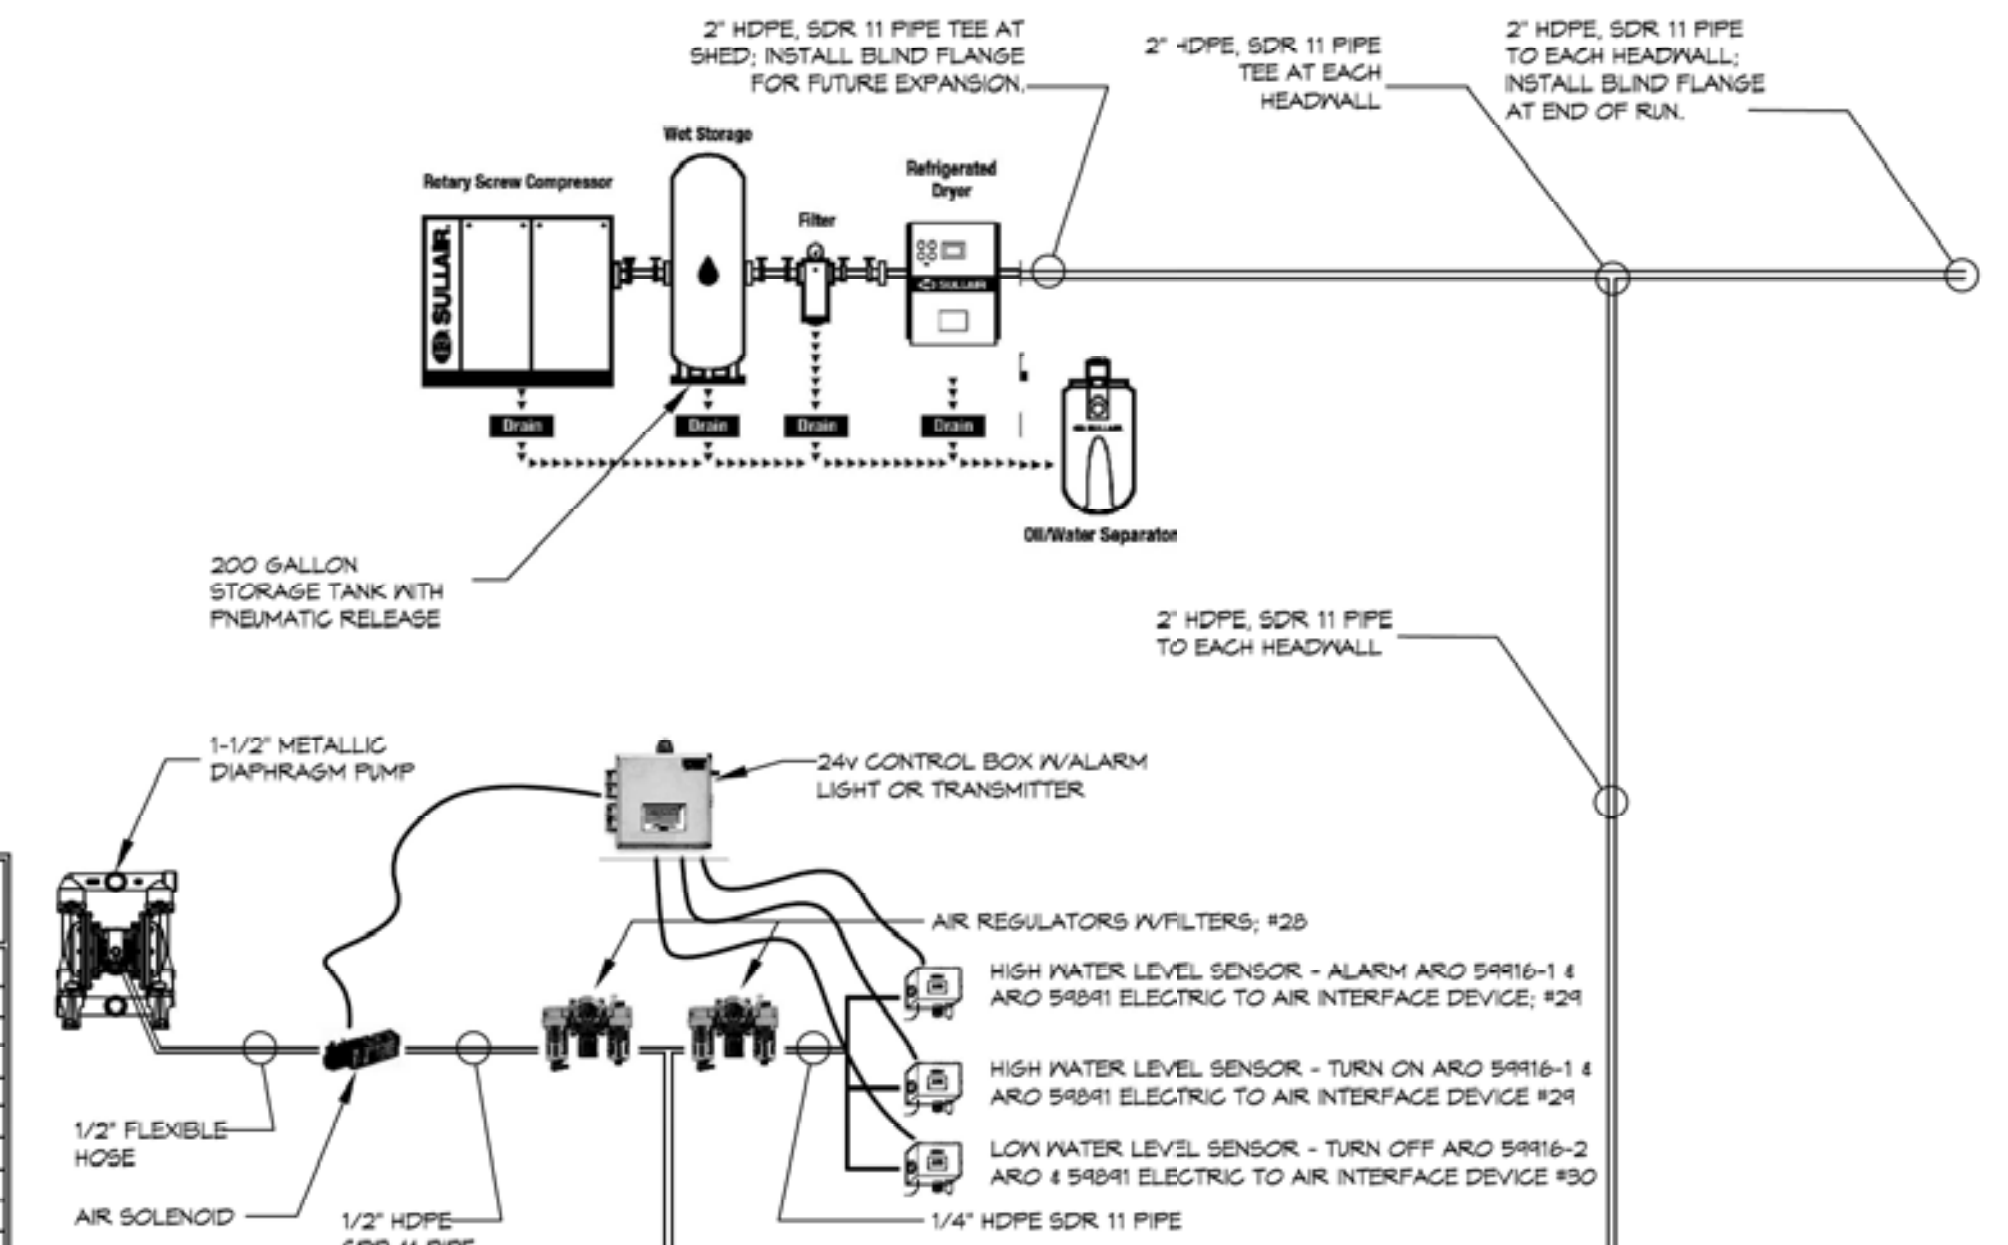 2" HDPE, SDR 11 PIPE TEE AT
SHED; INSTALL BLIND FLANGE
FOR FUTURE EXPANSION.
2" HDPE, SDR 11 PIPE
TEE AT EACH
HEADWALL
2" HDPE, SDR 11 PIPE
TO EACH HEADWALL;
INSTALL BLIND FLANGE
AT END OF RUN.
Rotary Screw Compressor
Wet Storage
Filter
Refrigerated
Dryer
SULLAIR
SULLAIR
Drain
Drain
Drain
Drain
SULLAIR
Oil/Water Separator
200 GALLON
STORAGE TANK WITH
PNEUMATIC RELEASE
2" HDPE, SDR 11 PIPE
TO EACH HEADWALL
1-1/2" METALLIC
DIAPHRAGM PUMP
24v CONTROL BOX W/ALARM
LIGHT OR TRANSMITTER
AIR REGULATORS W/FILTERS; #28
HIGH WATER LEVEL SENSOR - ALARM ARO 59916-1 &
ARO 59891 ELECTRIC TO AIR INTERFACE DEVICE; #29
HIGH WATER LEVEL SENSOR - TURN ON ARO 59916-1 &
ARO 59891 ELECTRIC TO AIR INTERFACE DEVICE #29
LOW WATER LEVEL SENSOR - TURN OFF ARO 59916-2
ARO & 59891 ELECTRIC TO AIR INTERFACE DEVICE #30
1/2" FLEXIBLE
HOSE
AIR SOLENOID
1/2" HDPE
SDR 11 PIPE
1/4" HDPE SDR 11 PIPE